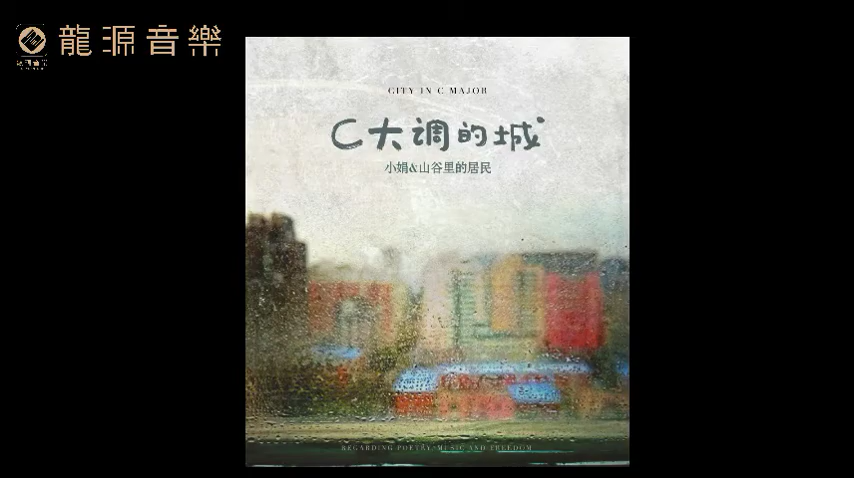 龍源音樂
CITY IN C MAJOR
C大调的城
小娟&山谷里的居民
REGARDING POETRY, MUSIC AND FREEDOM